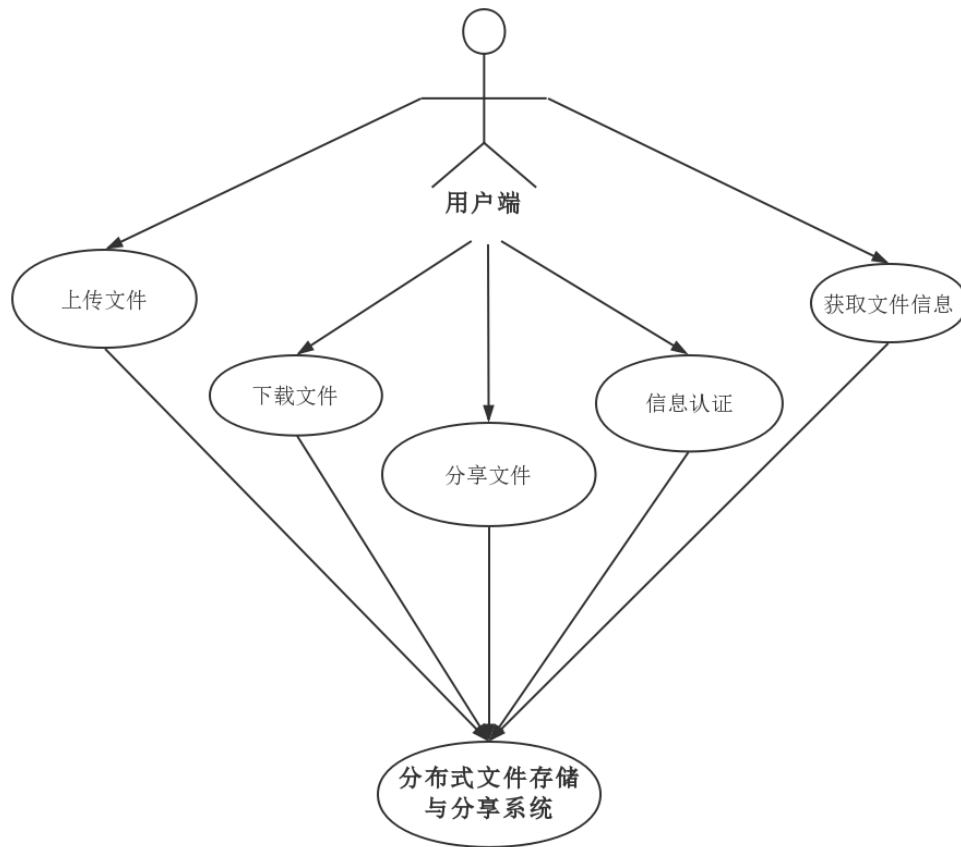 用户端
上传文件
获取文件信息
下载文件
信息认证
分享文件
分布式文件存储
与分享系统